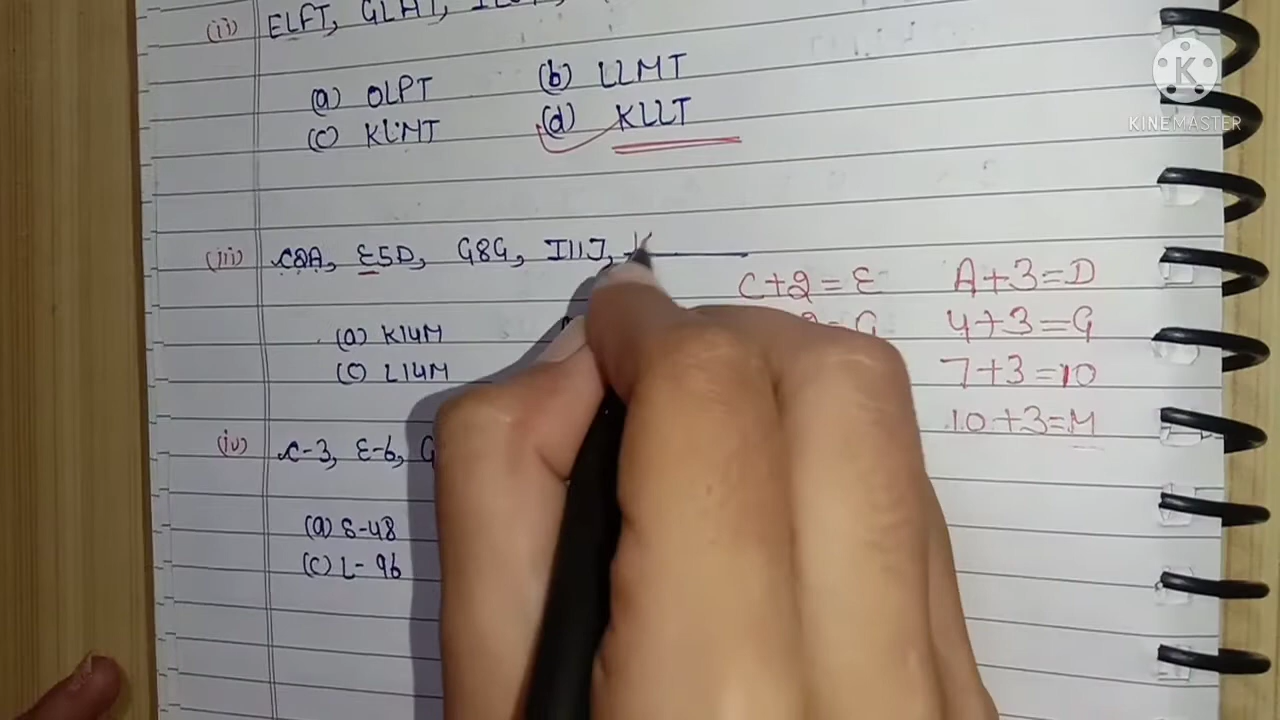 (ii) ELFT, GLHT,
(a) OLPT (b) LLMT
(c) KLMT (d) KLLT
(iii) C2A, E5D, G8G, I11J, K
C+2=E A+3=D
2=G 4+3=G
(a) K14M 7+3=10
(c) L14M
10+3=M
(iv) C-3, E-6, G
(a) S-48
(c) L-96
K
KINEMASTER